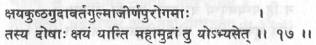 क्षयकुष्ठगुदावर्तगुल्माजीर्णपुरोगमाः ।
तस्य दोषाः क्षयं यान्ति महामुद्रां तु योऽभ्यसेत् ।। १७ ।।